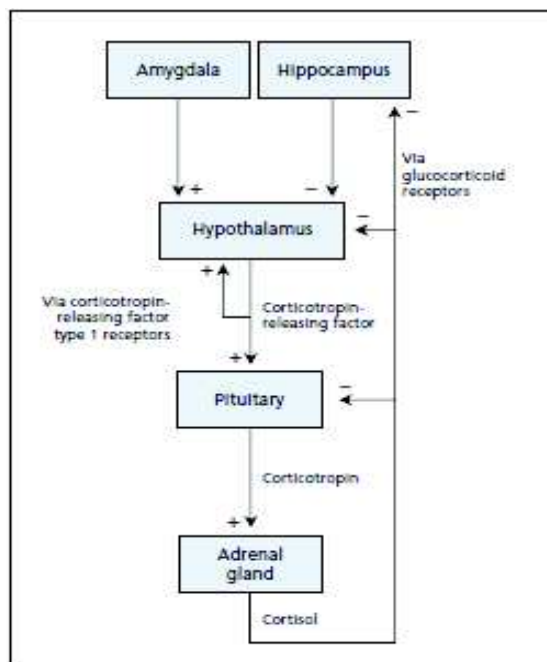 Amygdala
Hippocampus
−
Via
glucocorticoid
receptors
+
−
−
Hypothalamus
+
Via corticotropin-
releasing factor
type 1 receptors
Corticotropin-
releasing factor
+
−
Pituitary
Corticotropin
+
Adrenal
gland
Cortisol